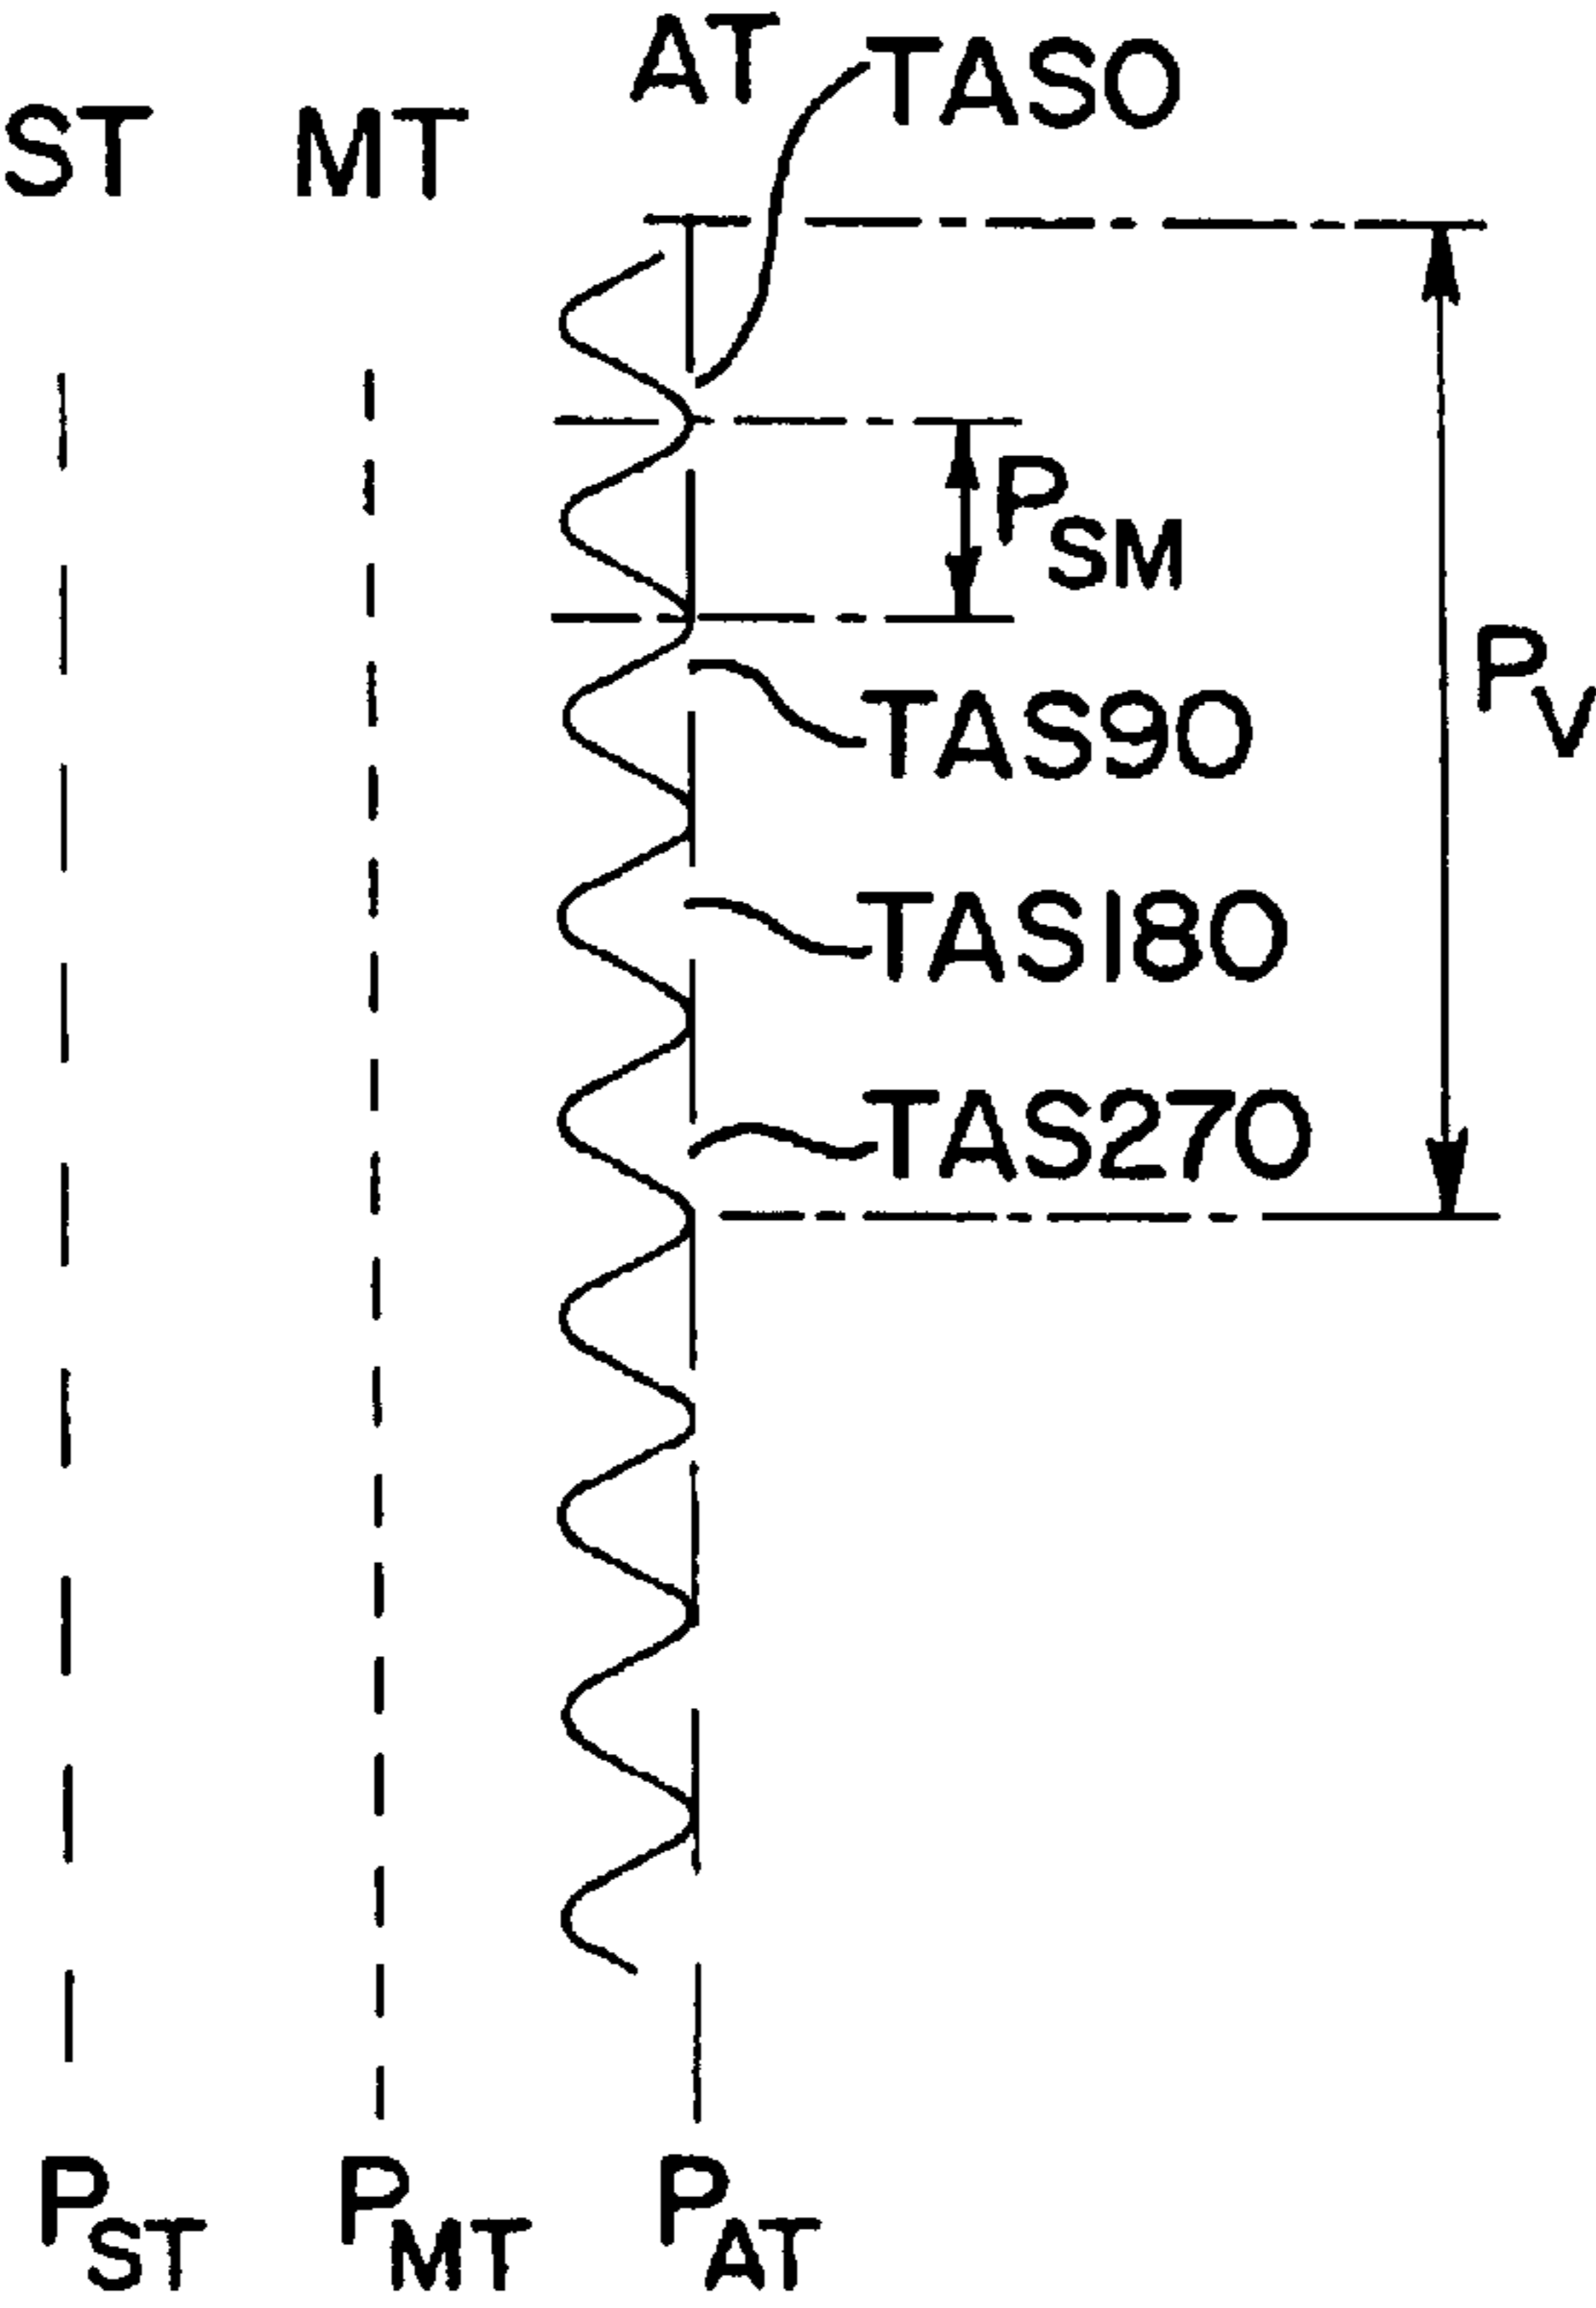 AT
TAS0
ST
MT
PSM
PV
TAS90
TAS180
TAS270
PST
PMT
PAT